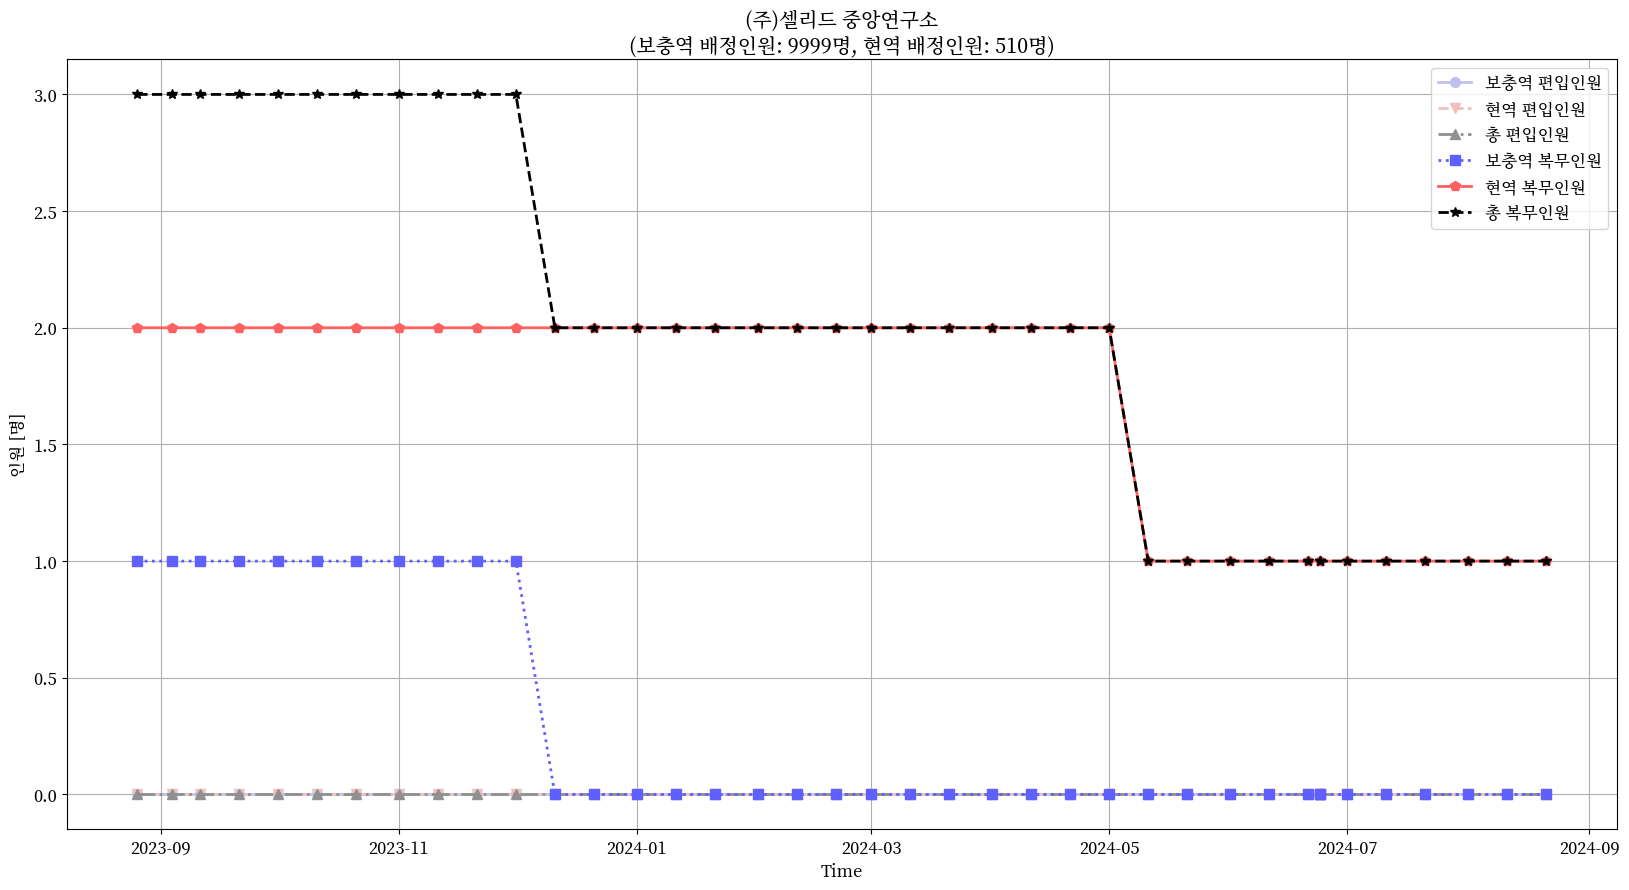 (주)셀리드 중앙연구소
(보충역 배정인원: 9999명, 현역 배정인원: 510명)
보충역 편입인원
현역 편입인원
총 편입인원
보충역 복무인원
현역 복무인원
총 복무인원
인원 [명]
3.0
2.5
2.0
1.5
1.0
0.5
0.0
2023-09
2023-11
2024-01
2024-03
2024-05
2024-07
2024-09
Time